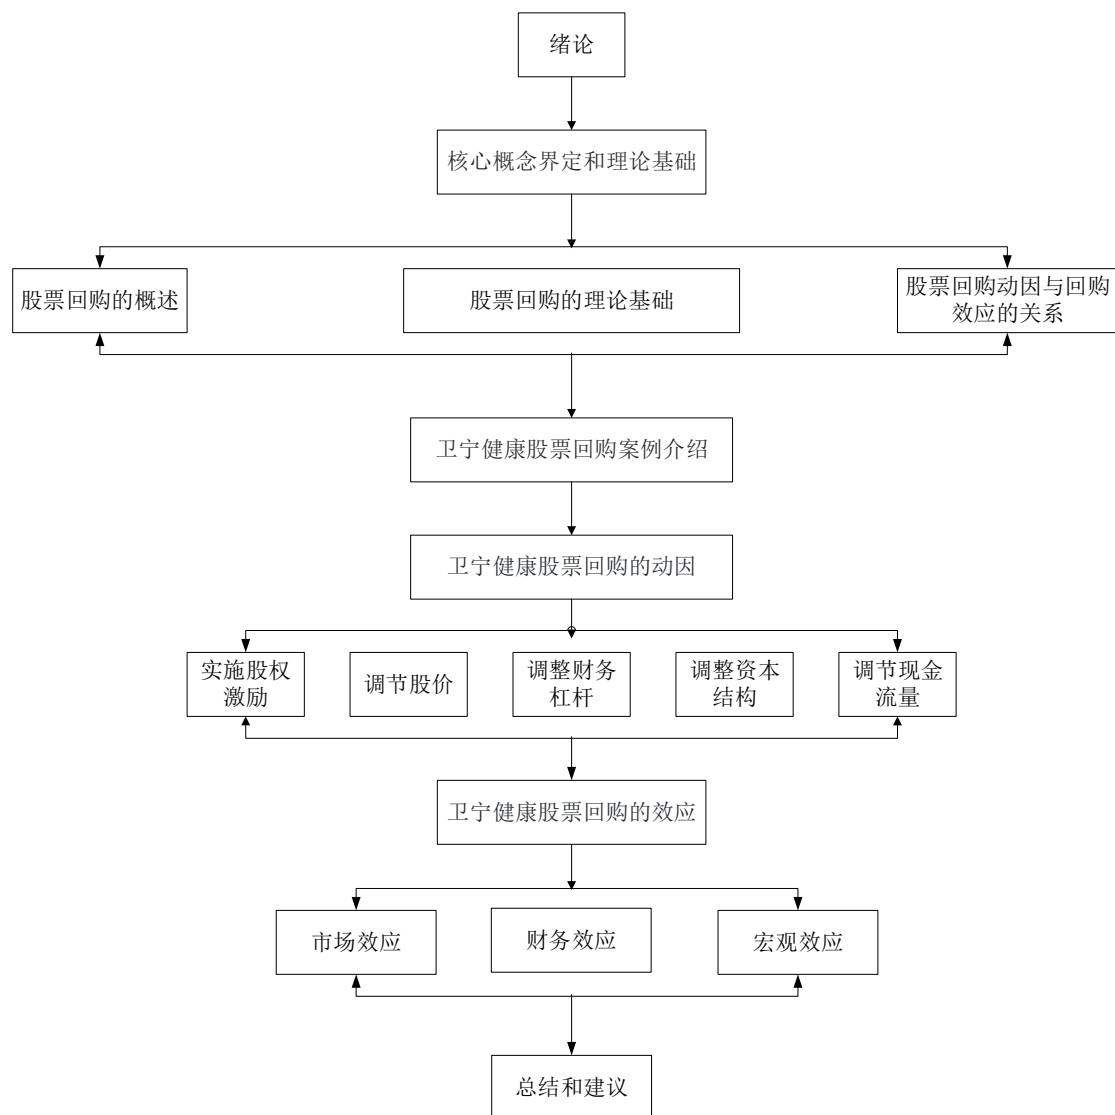 绪论
核心概念界定和理论基础
股票回购的概述
股票回购的理论基础
股票回购动因与回购
效应的关系
卫宁健康股票回购案例介绍
卫宁健康股票回购的动因
实施股权
激励
调节股价
调整财务
杠杆
调整资本
结构
调节现金
流量
卫宁健康股票回购的效应
市场效应
财务效应
宏观效应
总结和建议